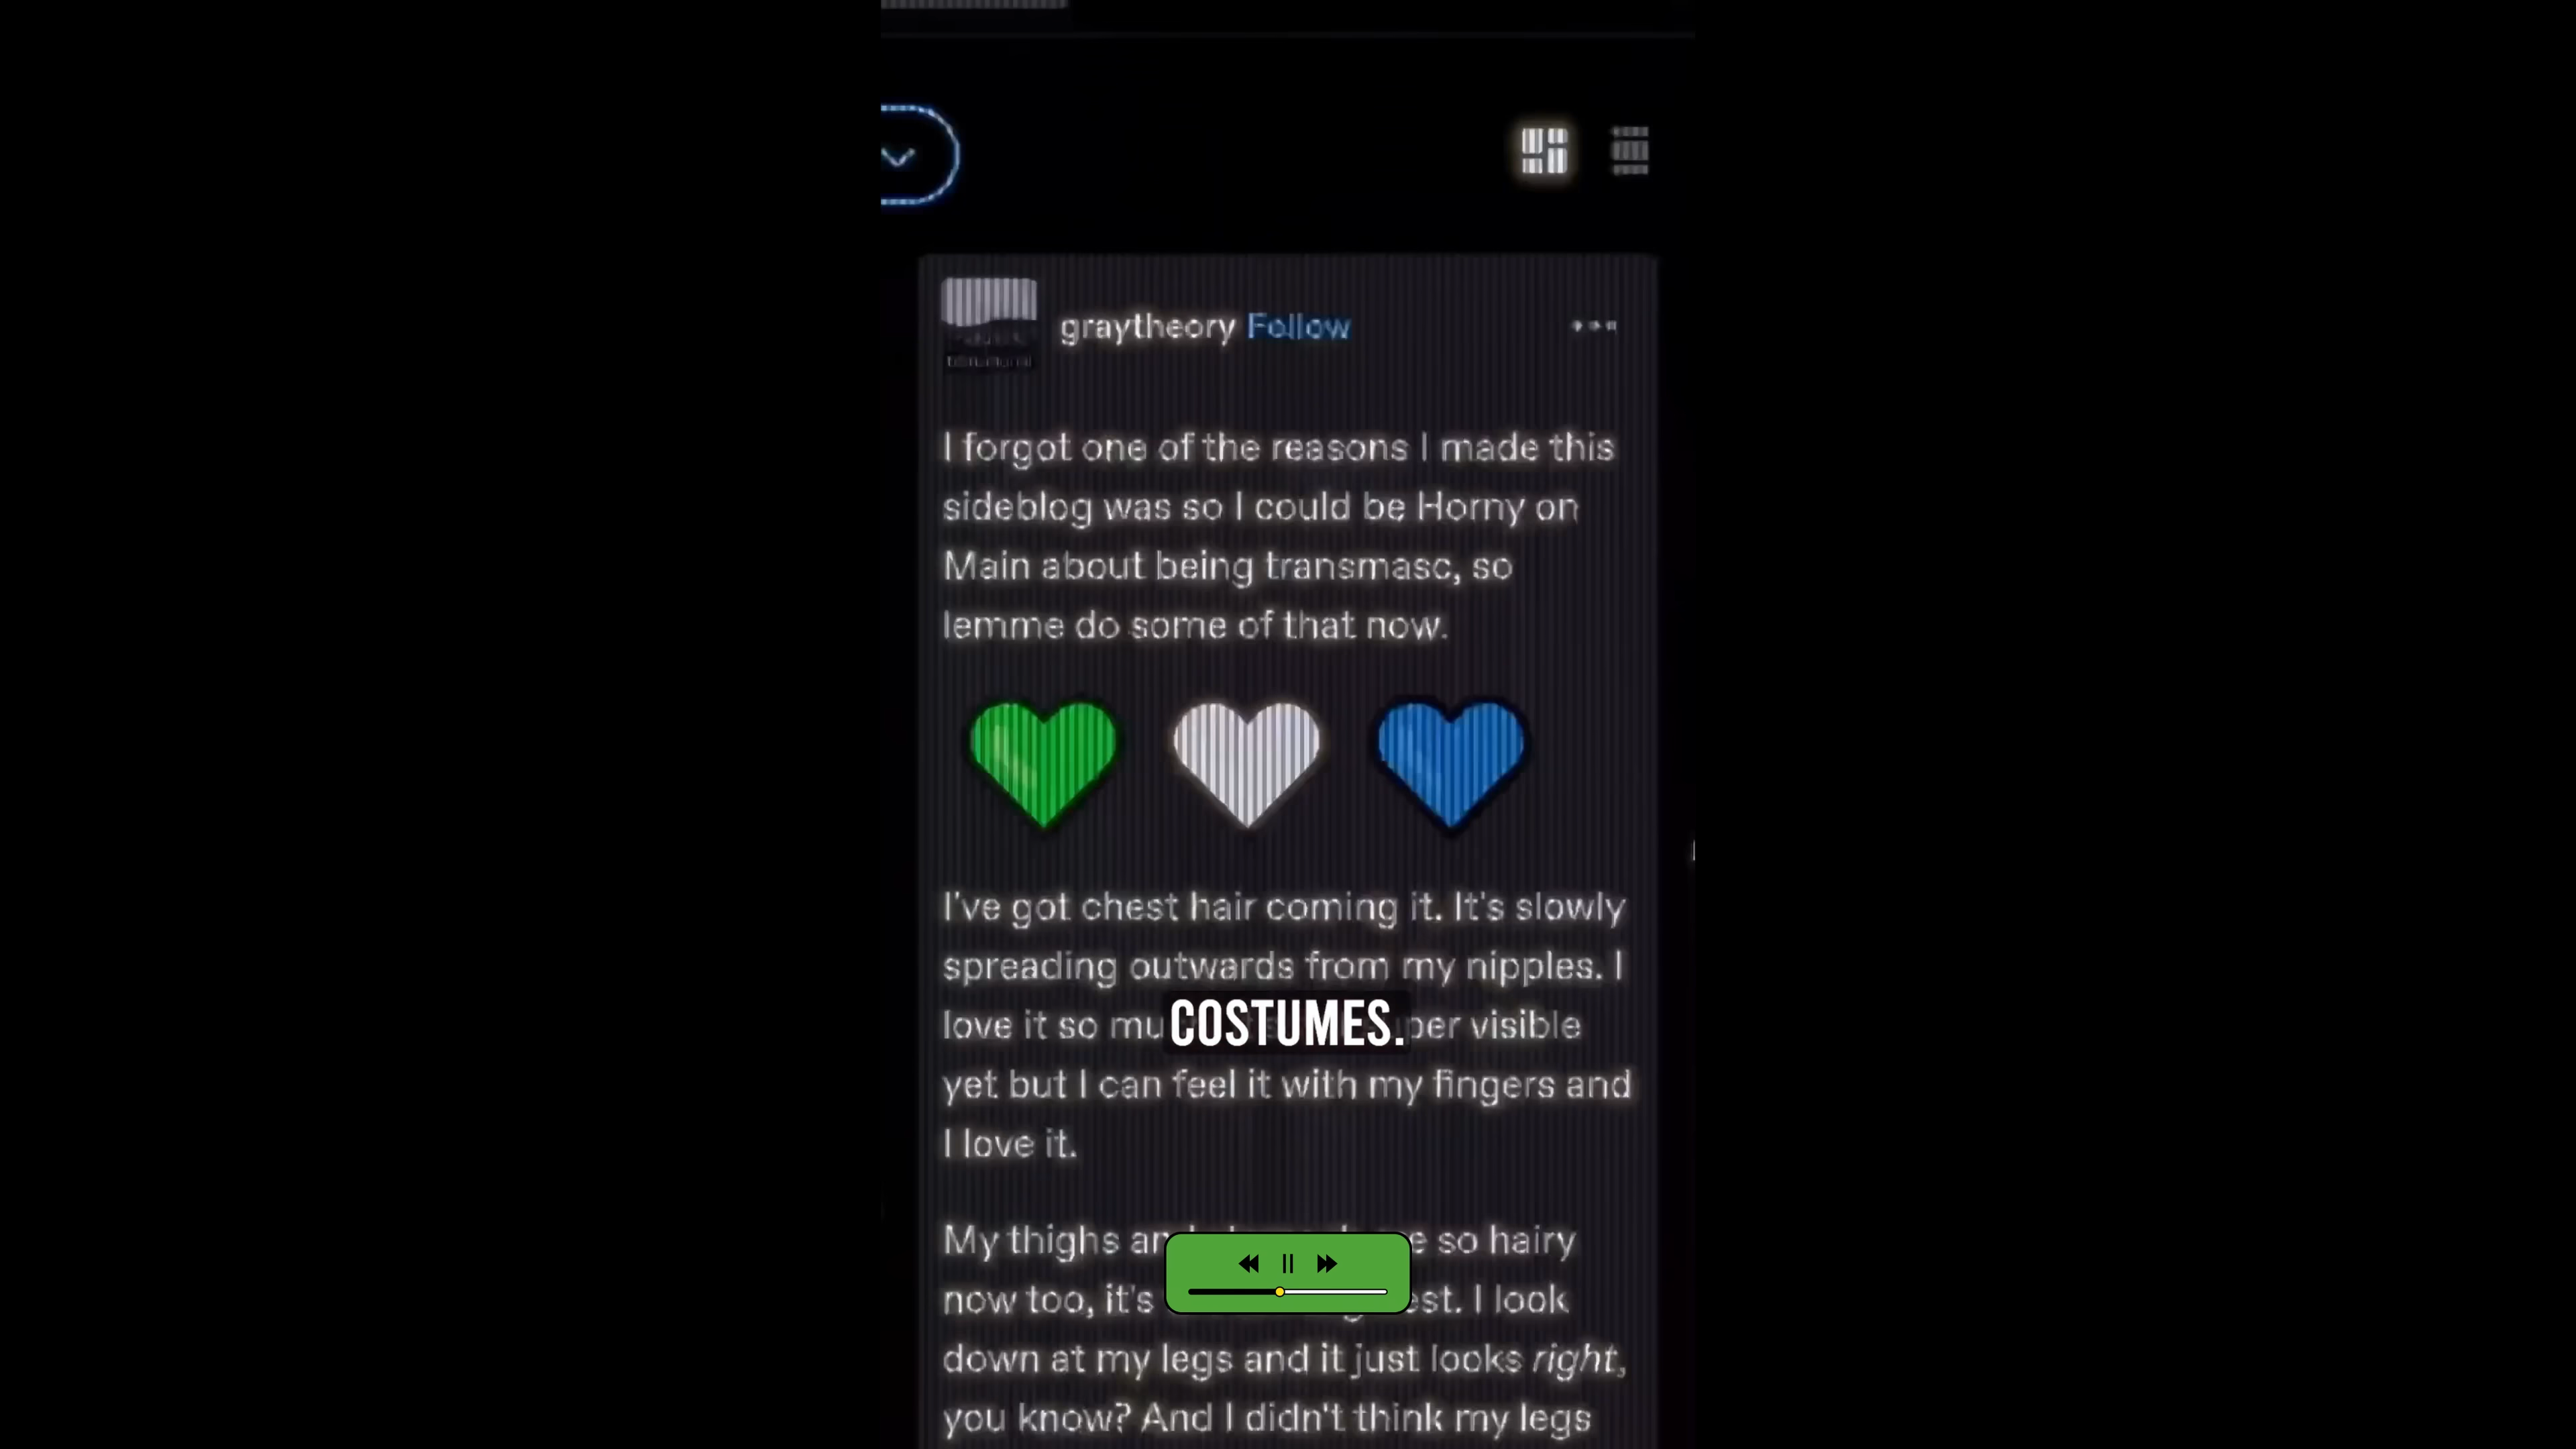 graytheory Follow
I forgot one of the reasons I made this
sideblog was so I could be Horny on
Main about being transmasc, so
lemme do some of that now.
I've got chest hair coming it. It's slowly
spreading outwards from my nipples. I
love it so mu per visible
COSTUMES.
yet but I can feel it with my fingers and
I love it.
My thighs so hairy
now too, it's I look
down at my legs and it just looks right,
you know? And I didn't think my legs